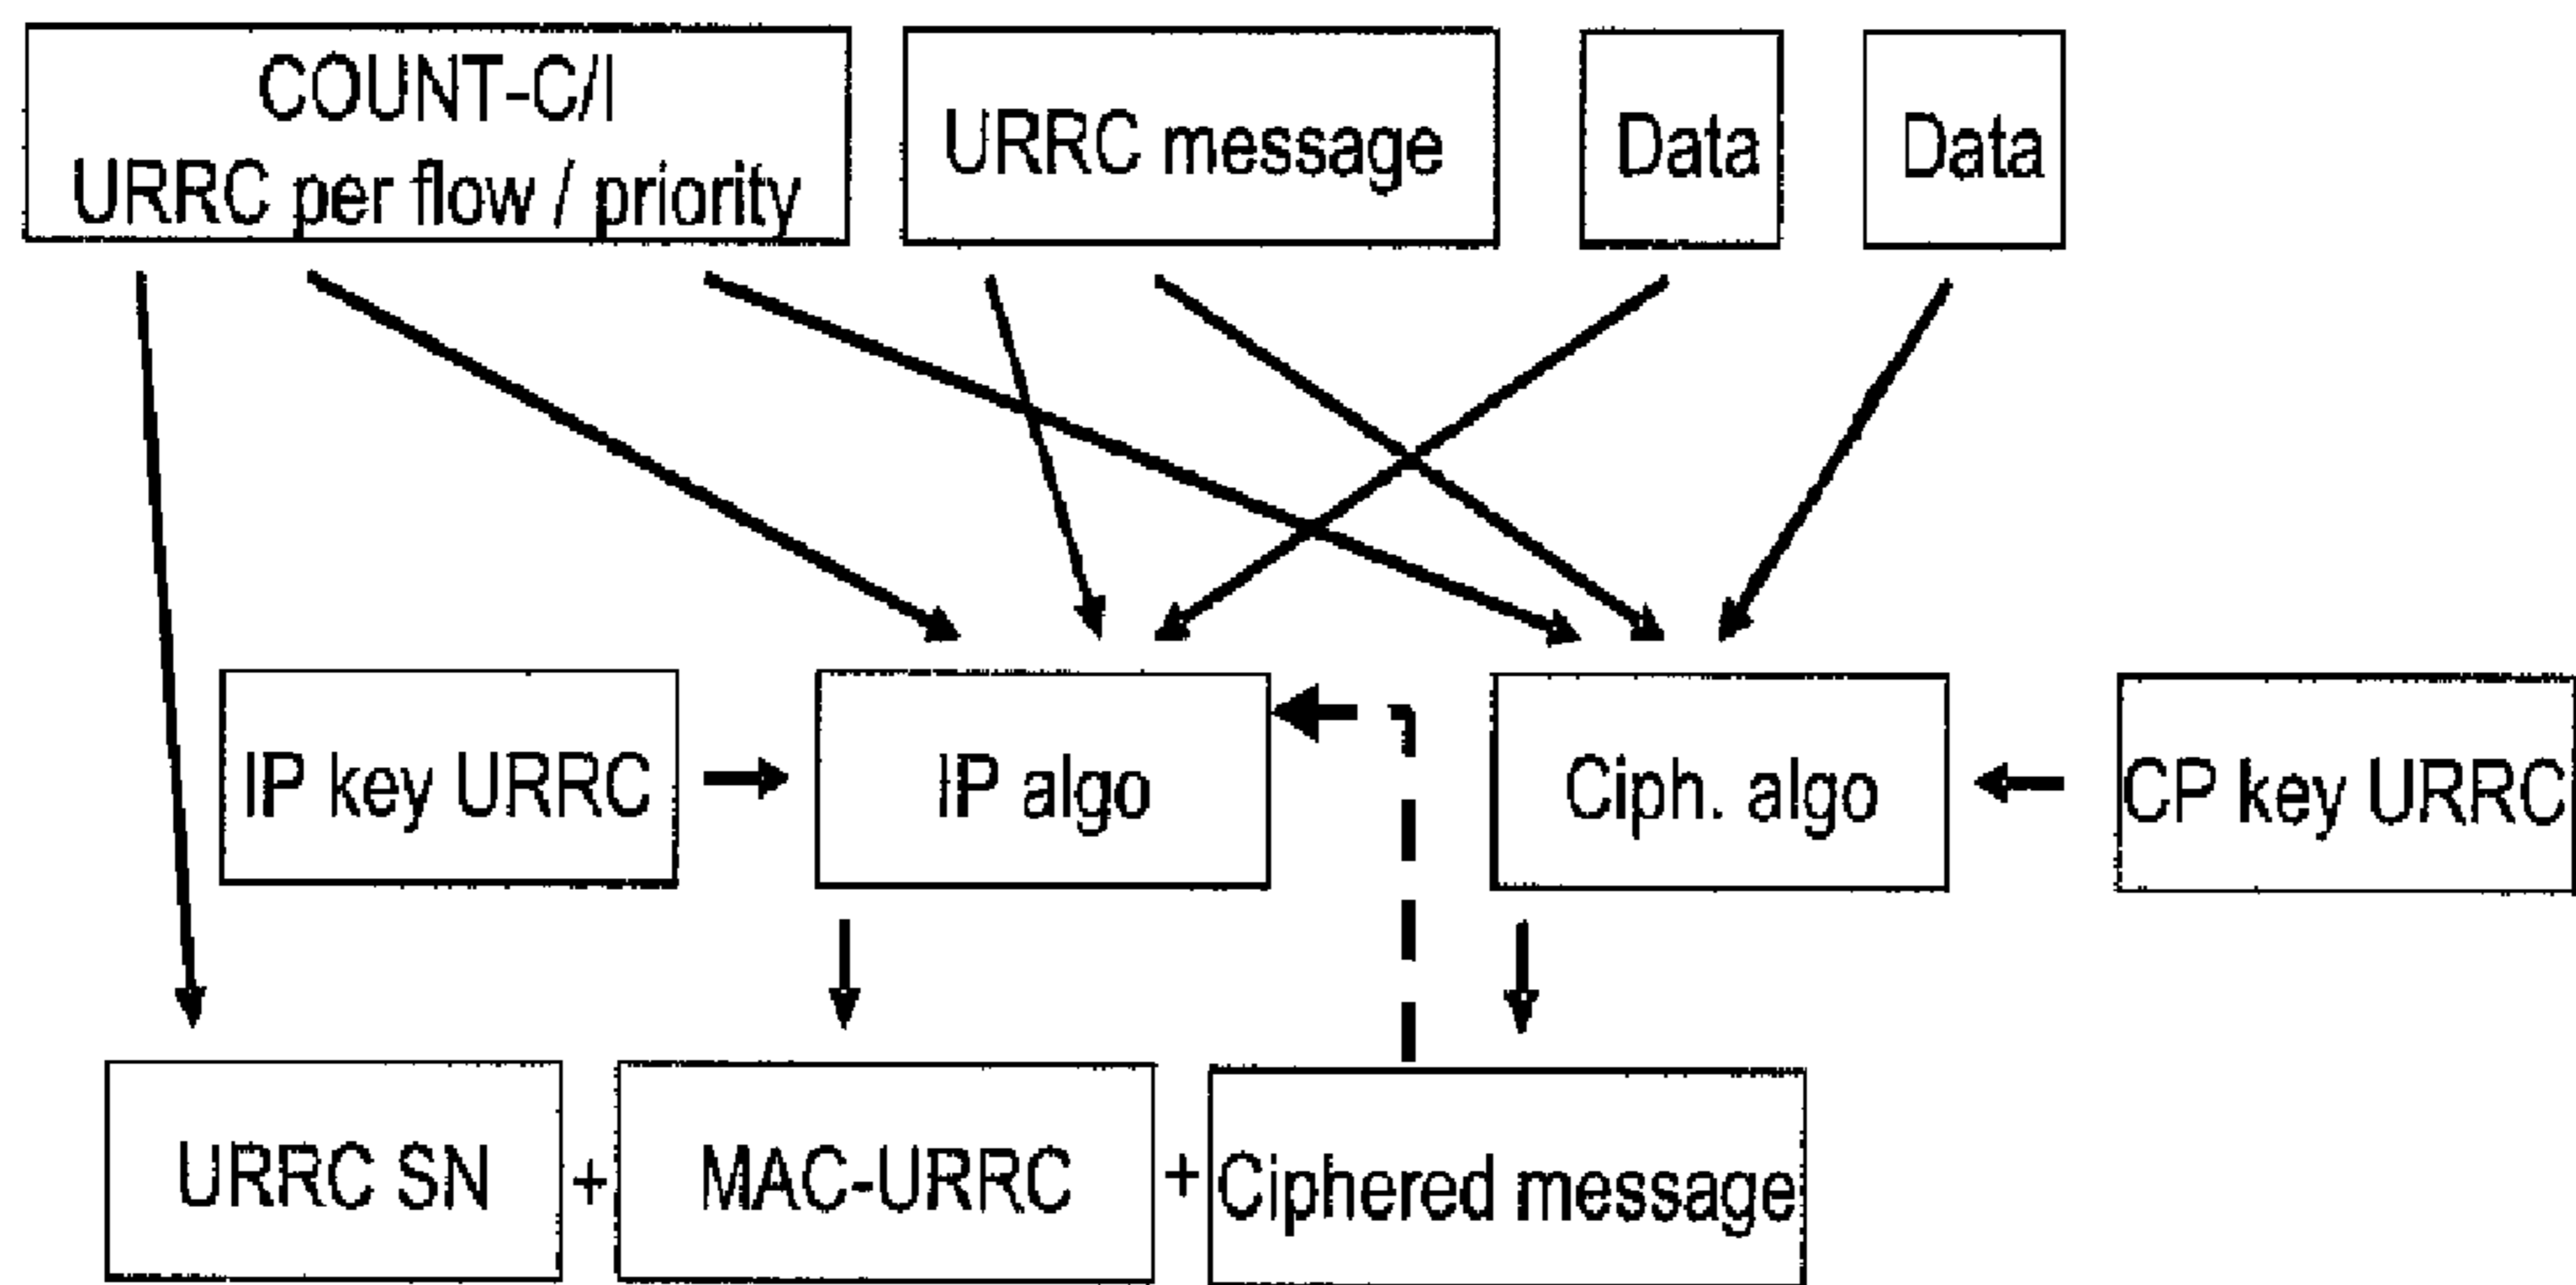 COUNT-C/I
URRC per flow / priority
URRC message
Data
Data
IP key URRC
IP algo
Ciph. algo
CP key URRC
URRC SN
+
MAC-URRC
+
Ciphered message